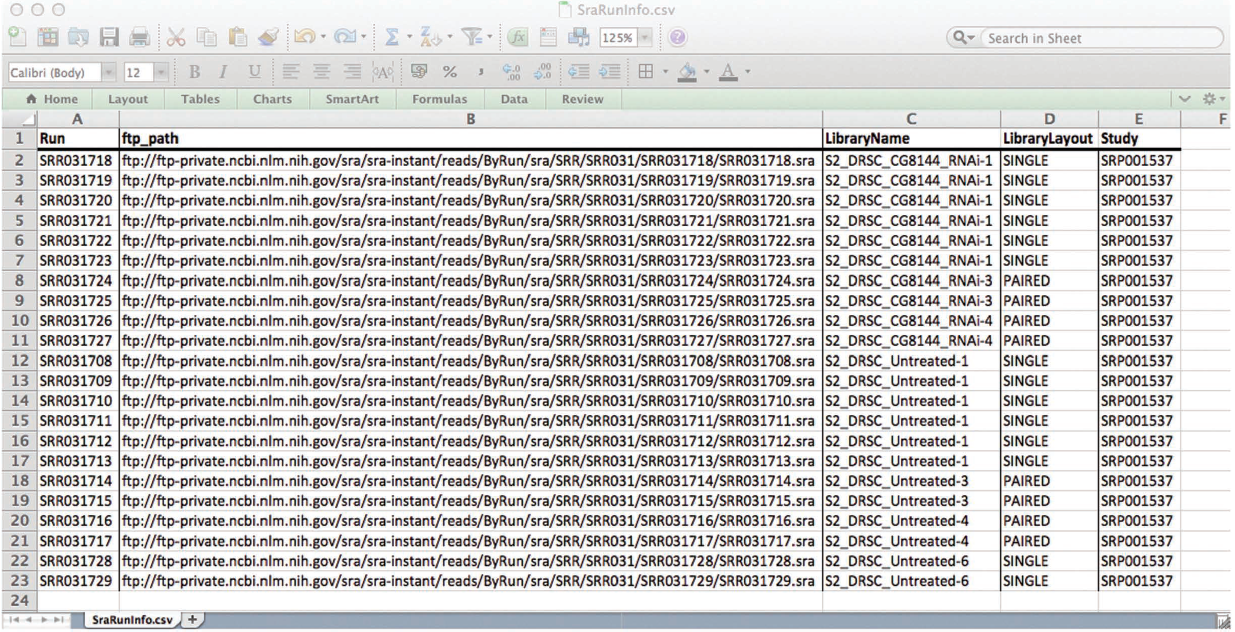 SraRunInfo.csv
125% Search in Sheet
Calibri (Body) 12 B I U
Home Layout Tables Charts SmartArt Formulas Data Review
A B C D E F
1 Run ftp_path LibraryName LibraryLayout Study
2 SRR031718 ftp://ftp-private.ncbi.nlm.nih.gov/sra/sra-instant/reads/ByRun/sra/SRR/SRR031/SRR031718/SRR031718.sra S2_DRSC_CG8144_RNAi-1 SINGLE SRP001537
3 SRR031719 ftp://ftp-private.ncbi.nlm.nih.gov/sra/sra-instant/reads/ByRun/sra/SRR/SRR031/SRR031719/SRR031719.sra S2_DRSC_CG8144_RNAi-1 SINGLE SRP001537
4 SRR031720 ftp://ftp-private.ncbi.nlm.nih.gov/sra/sra-instant/reads/ByRun/sra/SRR/SRR031/SRR031720/SRR031720.sra S2_DRSC_CG8144_RNAi-1 SINGLE SRP001537
5 SRR031721 ftp://ftp-private.ncbi.nlm.nih.gov/sra/sra-instant/reads/ByRun/sra/SRR/SRR031/SRR031721/SRR031721.sra S2_DRSC_CG8144_RNAi-1 SINGLE SRP001537
6 SRR031722 ftp://ftp-private.ncbi.nlm.nih.gov/sra/sra-instant/reads/ByRun/sra/SRR/SRR031/SRR031722/SRR031722.sra S2_DRSC_CG8144_RNAi-1 SINGLE SRP001537
7 SRR031723 ftp://ftp-private.ncbi.nlm.nih.gov/sra/sra-instant/reads/ByRun/sra/SRR/SRR031/SRR031723/SRR031723.sra S2_DRSC_CG8144_RNAi-1 SINGLE SRP001537
8 SRR031724 ftp://ftp-private.ncbi.nlm.nih.gov/sra/sra-instant/reads/ByRun/sra/SRR/SRR031/SRR031724/SRR031724.sra S2_DRSC_CG8144_RNAi-3 PAIRED SRP001537
9 SRR031725 ftp://ftp-private.ncbi.nlm.nih.gov/sra/sra-instant/reads/ByRun/sra/SRR/SRR031/SRR031725/SRR031725.sra S2_DRSC_CG8144_RNAi-3 PAIRED SRP001537
10 SRR031726 ftp://ftp-private.ncbi.nlm.nih.gov/sra/sra-instant/reads/ByRun/sra/SRR/SRR031/SRR031726/SRR031726.sra S2_DRSC_CG8144_RNAi-4 PAIRED SRP001537
11 SRR031727 ftp://ftp-private.ncbi.nlm.nih.gov/sra/sra-instant/reads/ByRun/sra/SRR/SRR031/SRR031727/SRR031727.sra S2_DRSC_CG8144_RNAi-4 PAIRED SRP001537
12 SRR031708 ftp://ftp-private.ncbi.nlm.nih.gov/sra/sra-instant/reads/ByRun/sra/SRR/SRR031/SRR031708/SRR031708.sra S2_DRSC_Untreated-1 SINGLE SRP001537
13 SRR031709 ftp://ftp-private.ncbi.nlm.nih.gov/sra/sra-instant/reads/ByRun/sra/SRR/SRR031/SRR031709/SRR031709.sra S2_DRSC_Untreated-1 SINGLE SRP001537
14 SRR031710 ftp://ftp-private.ncbi.nlm.nih.gov/sra/sra-instant/reads/ByRun/sra/SRR/SRR031/SRR031710/SRR031710.sra S2_DRSC_Untreated-1 SINGLE SRP001537
15 SRR031711 ftp://ftp-private.ncbi.nlm.nih.gov/sra/sra-instant/reads/ByRun/sra/SRR/SRR031/SRR031711/SRR031711.sra S2_DRSC_Untreated-1 SINGLE SRP001537
16 SRR031712 ftp://ftp-private.ncbi.nlm.nih.gov/sra/sra-instant/reads/ByRun/sra/SRR/SRR031/SRR031712/SRR031712.sra S2_DRSC_Untreated-1 SINGLE SRP001537
17 SRR031713 ftp://ftp-private.ncbi.nlm.nih.gov/sra/sra-instant/reads/ByRun/sra/SRR/SRR031/SRR031713/SRR031713.sra S2_DRSC_Untreated-1 SINGLE SRP001537
18 SRR031714 ftp://ftp-private.ncbi.nlm.nih.gov/sra/sra-instant/reads/ByRun/sra/SRR/SRR031/SRR031714/SRR031714.sra S2_DRSC_Untreated-3 PAIRED SRP001537
19 SRR031715 ftp://ftp-private.ncbi.nlm.nih.gov/sra/sra-instant/reads/ByRun/sra/SRR/SRR031/SRR031715/SRR031715.sra S2_DRSC_Untreated-3 PAIRED SRP001537
20 SRR031716 ftp://ftp-private.ncbi.nlm.nih.gov/sra/sra-instant/reads/ByRun/sra/SRR/SRR031/SRR031716/SRR031716.sra S2_DRSC_Untreated-4 PAIRED SRP001537
21 SRR031717 ftp://ftp-private.ncbi.nlm.nih.gov/sra/sra-instant/reads/ByRun/sra/SRR/SRR031/SRR031717/SRR031717.sra S2_DRSC_Untreated-4 PAIRED SRP001537
22 SRR031728 ftp://ftp-private.ncbi.nlm.nih.gov/sra/sra-instant/reads/ByRun/sra/SRR/SRR031/SRR031728/SRR031728.sra S2_DRSC_Untreated-6 SINGLE SRP001537
23 SRR031729 ftp://ftp-private.ncbi.nlm.nih.gov/sra/sra-instant/reads/ByRun/sra/SRR/SRR031/SRR031729/SRR031729.sra S2_DRSC_Untreated-6 SINGLE SRP001537
24
SraRunInfo.csv +